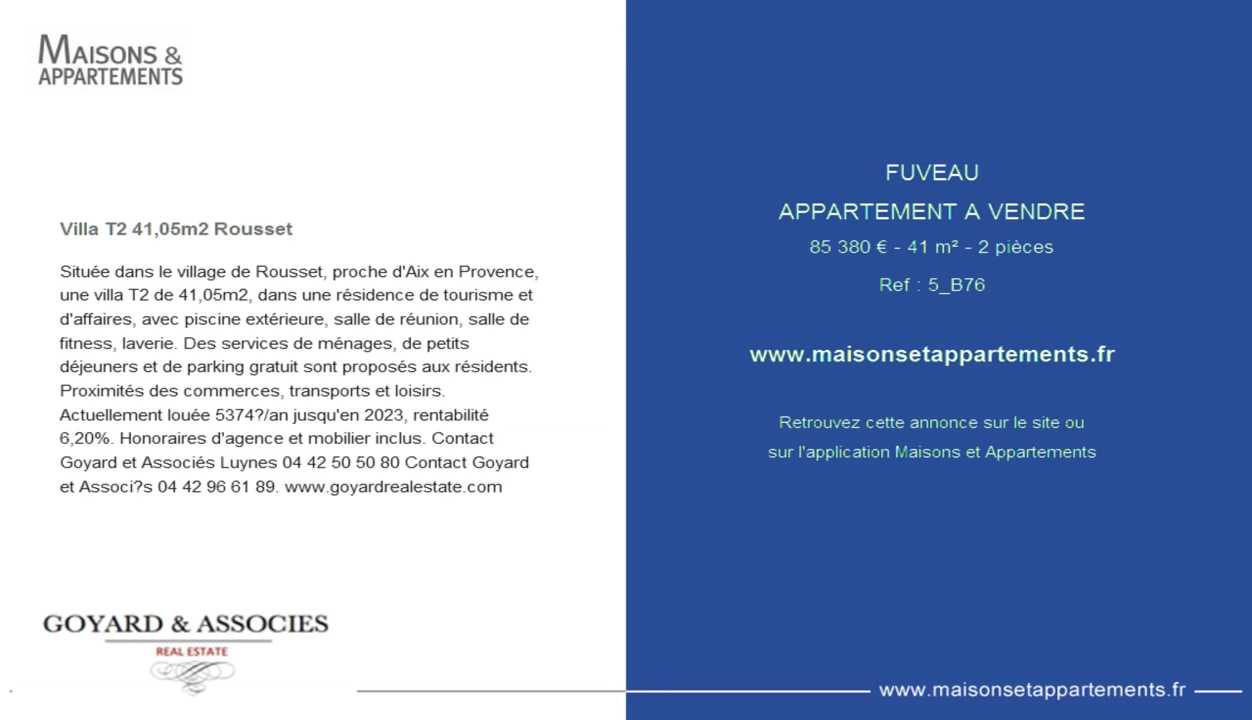 MAISONS &
APPARTEMENTS
Villa T2 41,05m2 Rousset
Située dans le village de Rousset, proche d'Aix en Provence,
une villa T2 de 41,05m2, dans une résidence de tourisme et
d'affaires, avec piscine extérieure, salle de réunion, salle de
fitness, laverie. Des services de ménages, de petits
déjeuners et de parking gratuit sont proposés aux résidents.
Proximités des commerces, transports et loisirs.
Actuellement louée 5374?/an jusqu'en 2023, rentabilité
6,20%. Honoraires d'agence et mobilier inclus. Contact
Goyard et Associés Luynes 04 42 50 50 80 Contact Goyard
et Associ?s 04 42 96 61 89. www.goyardrealestate.com
GOYARD & ASSOCIES
REAL ESTATE
FUVEAU
APPARTEMENT A VENDRE
85 380 € - 41 m² - 2 pièces
Ref : 5_B76
www.maisonsetappartements.fr
Retrouvez cette annonce sur le site ou
sur l'application Maisons et Appartements
www.maisonsetappartements.fr